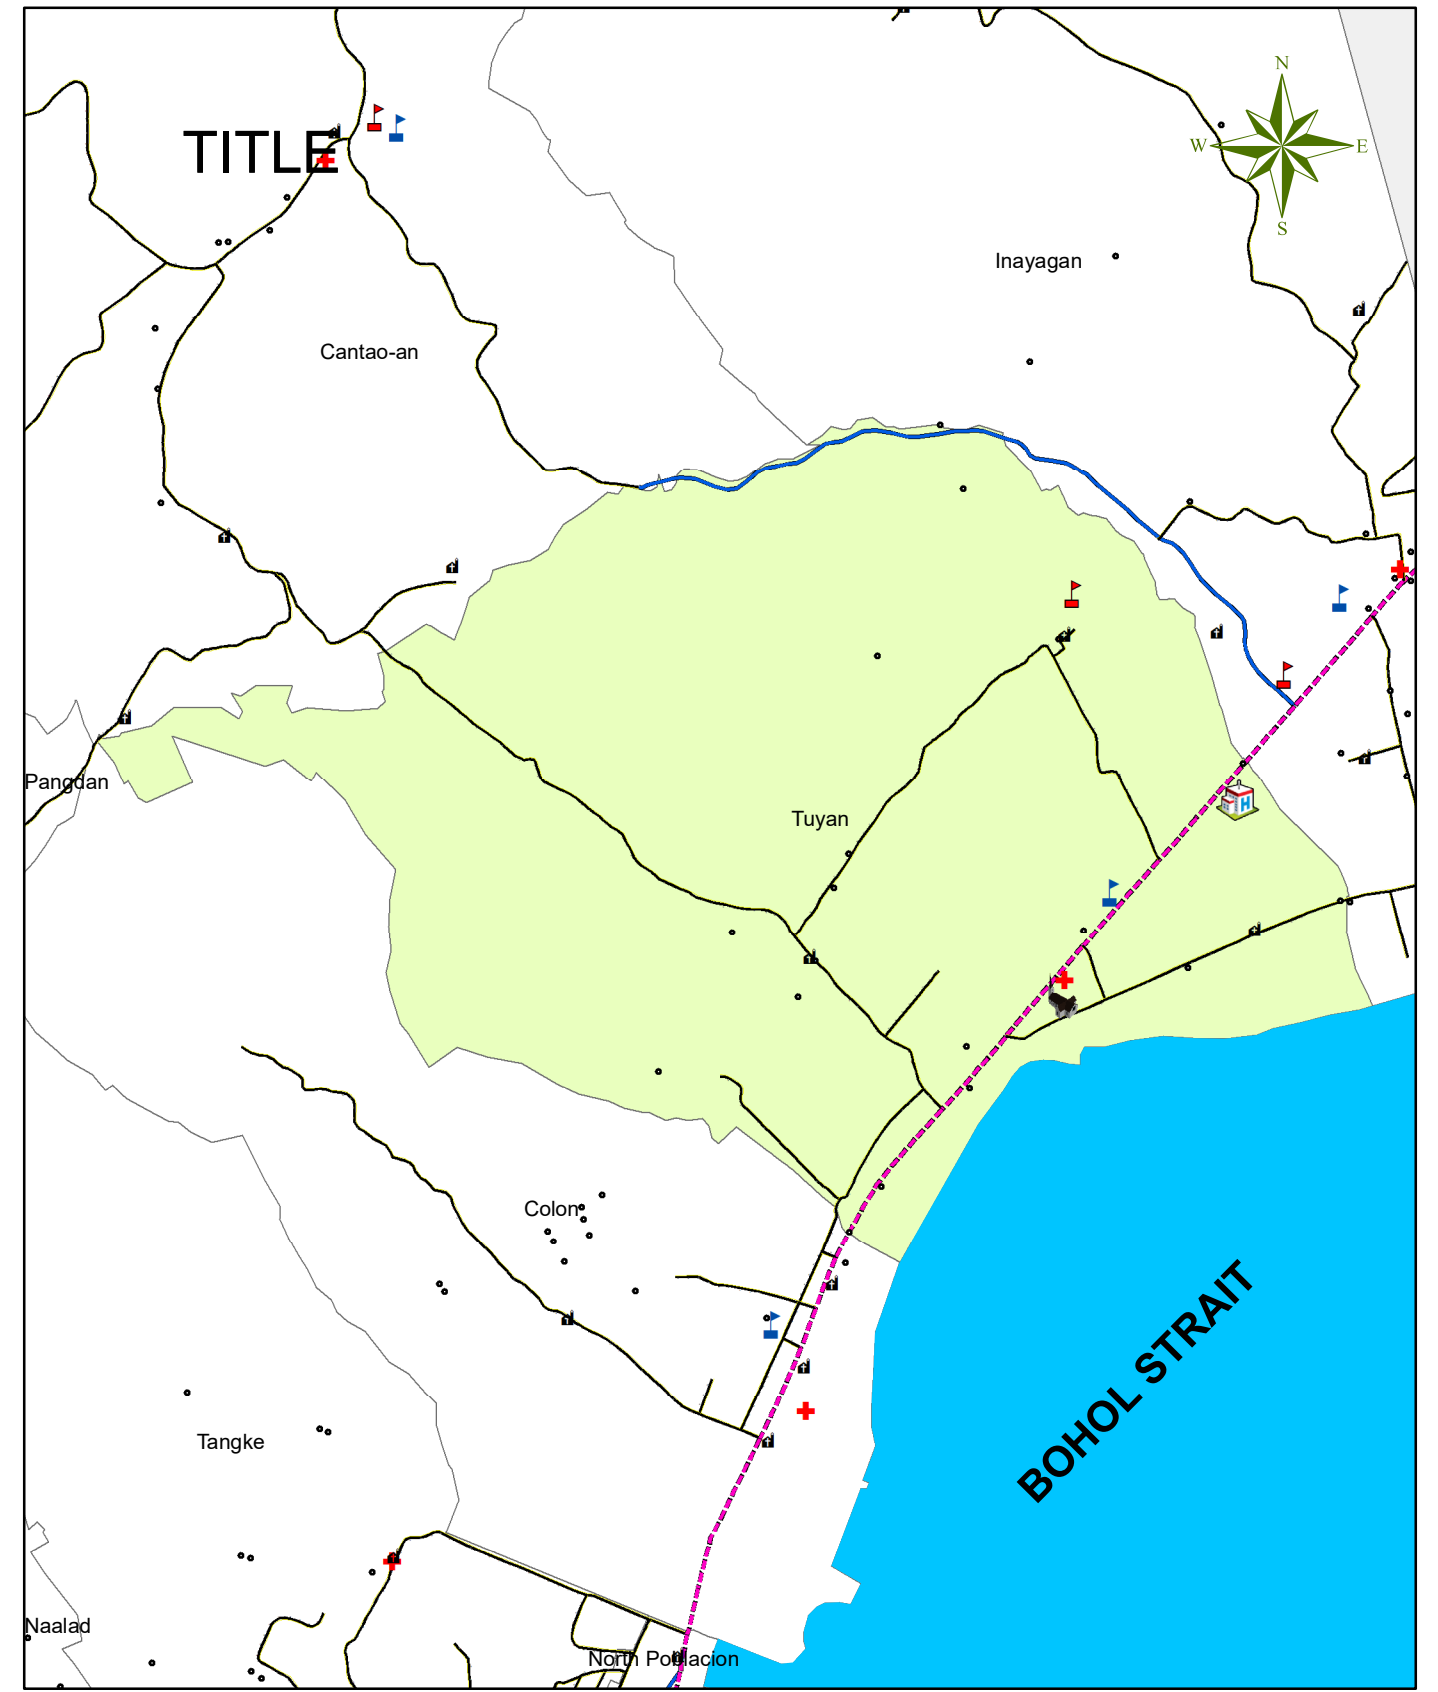 N
TITLE
W
E
S
Inayagan
Cantao-an
Pangdan
Tuyan
H
Colon
BOHOL STRAIT
Tangke
Naalad
North Poblacion